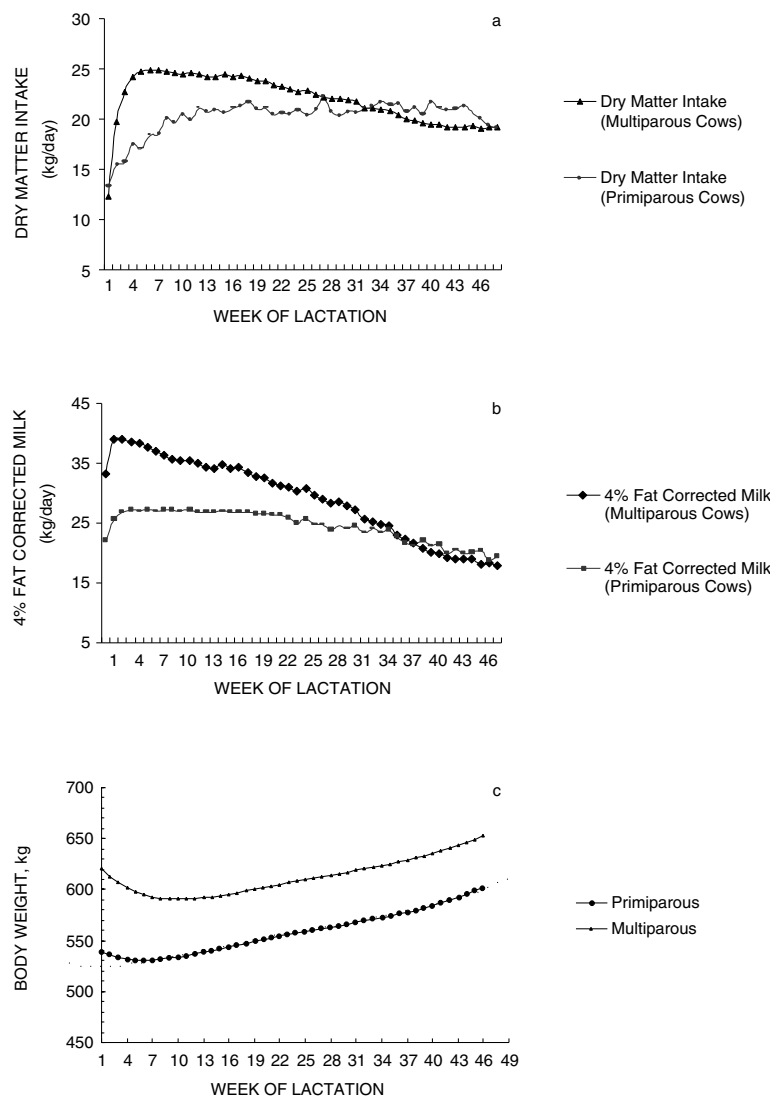 a
30
25
20
15
10
5
DRY MATTER INTAKE
(kg/day)
1 4 7 10 13 16 19 22 25 28 31 34 37 40 43 46
WEEK OF LACTATION
Dry Matter Intake
(Multiparous Cows)
Dry Matter Intake
(Primiparous Cows)
b
45
35
25
15
5
4% FAT CORRECTED MILK
(kg/day)
1 4 7 10 13 16 19 22 25 28 31 34 37 40 43 46
WEEK OF LACTATION
4% Fat Corrected Milk
(Multiparous Cows)
4% Fat Corrected Milk
(Primiparous Cows)
c
700
650
600
550
500
450
BODY WEIGHT, kg
1 4 7 10 13 16 19 22 25 28 31 34 37 40 43 46 49
WEEK OF LACTATION
Primiparous
Multiparous